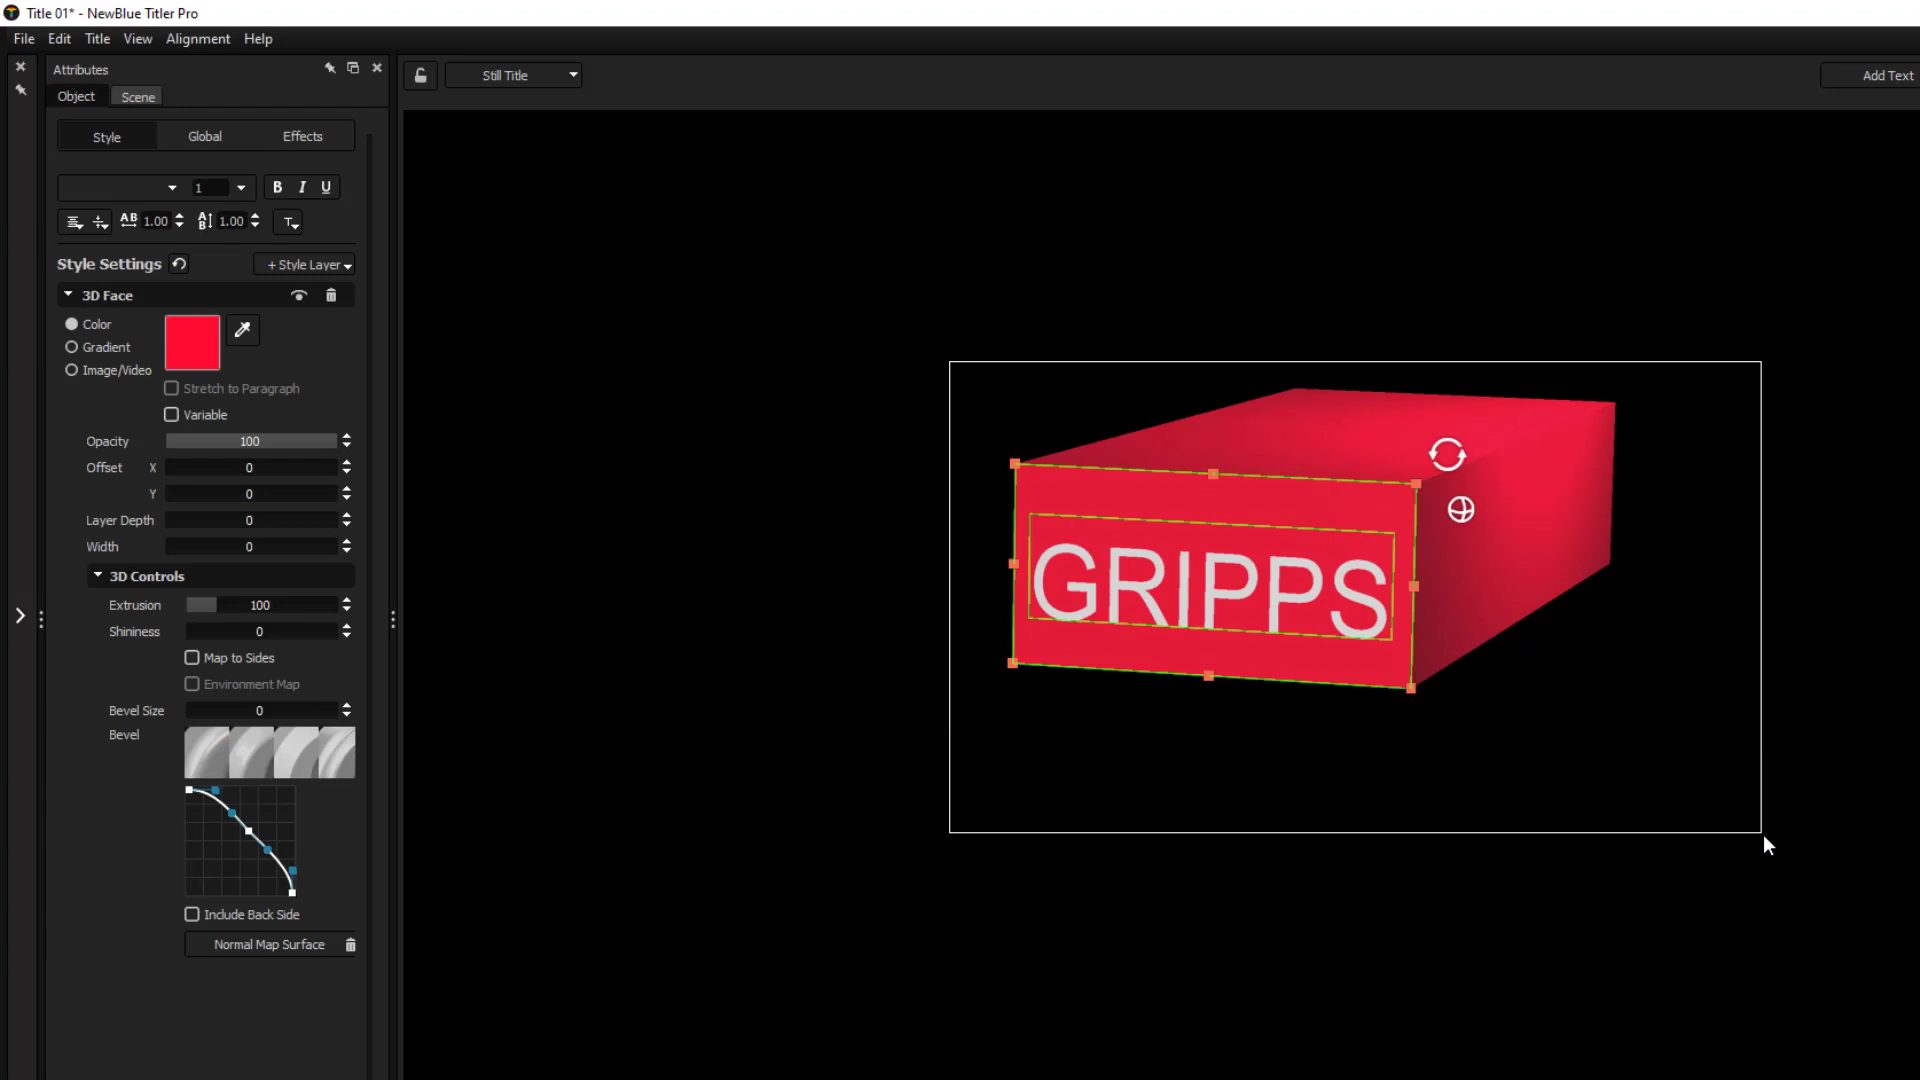 Title 01* - NewBlue Titler Pro
File Edit Title View Alignment Help
Attributes
Still Title
Add Text
Object Scene
Style Global Effects
1 B I U
AB 1.00 AB 1.00 T
Style Settings + Style Layer
3D Face
Color
Gradient
Image/Video
Stretch to Paragraph
Variable
Opacity 100
Offset X 0
Y 0
Layer Depth 0
Width 0
3D Controls
Extrusion 100
Shininess 0
Map to Sides
Environment Map
Bevel Size 0
Bevel
Include Back Side
Normal Map Surface
GRIPPS